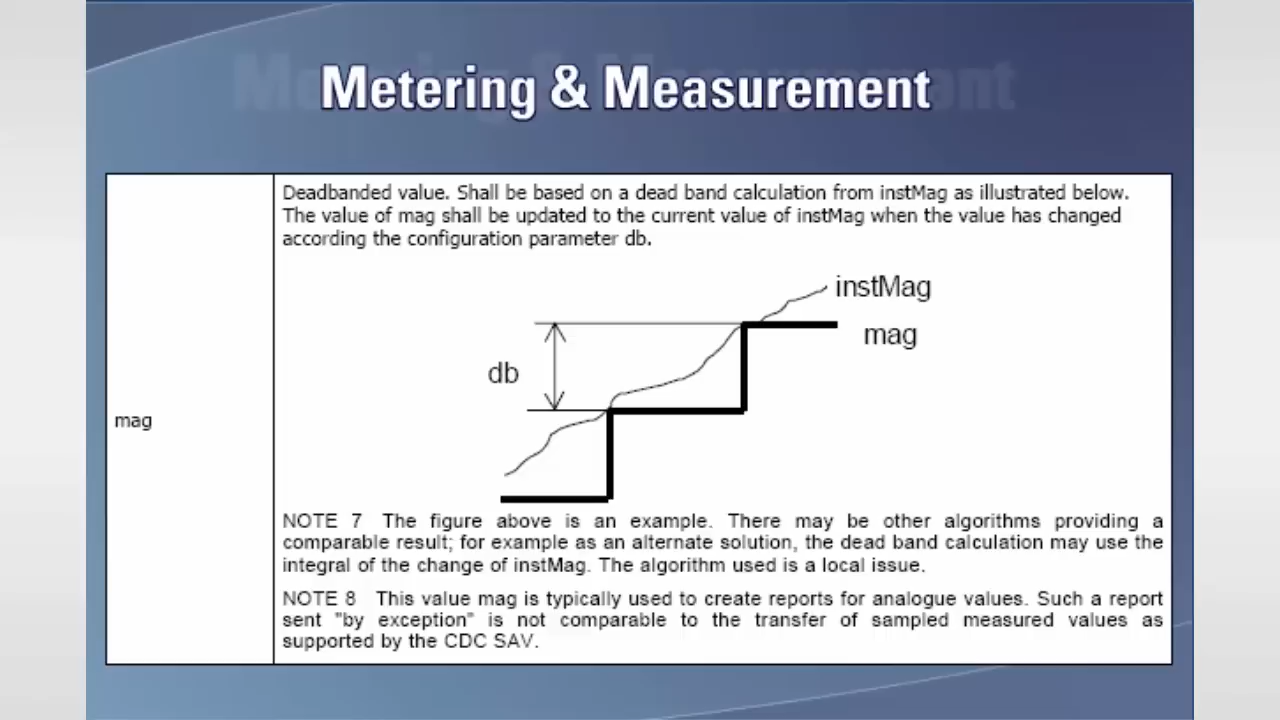 Metering & Measurement
Deadbanded value. Shall be based on a dead band calculation from instMag as illustrated below.
The value of mag shall be updated to the current value of instMag when the value has changed
according the configuration parameter db.
instMag
mag
db
mag
NOTE 7 The figure above is an example. There may be other algorithms providing a
comparable result; for example as an alternate solution, the dead band calculation may use the
integral of the change of instMag. The algorithm used is a local issue.
NOTE 8 This value mag is typically used to create reports for analogue values. Such a report
sent "by exception" is not comparable to the transfer of sampled measured values as
supported by the CDC SAV.